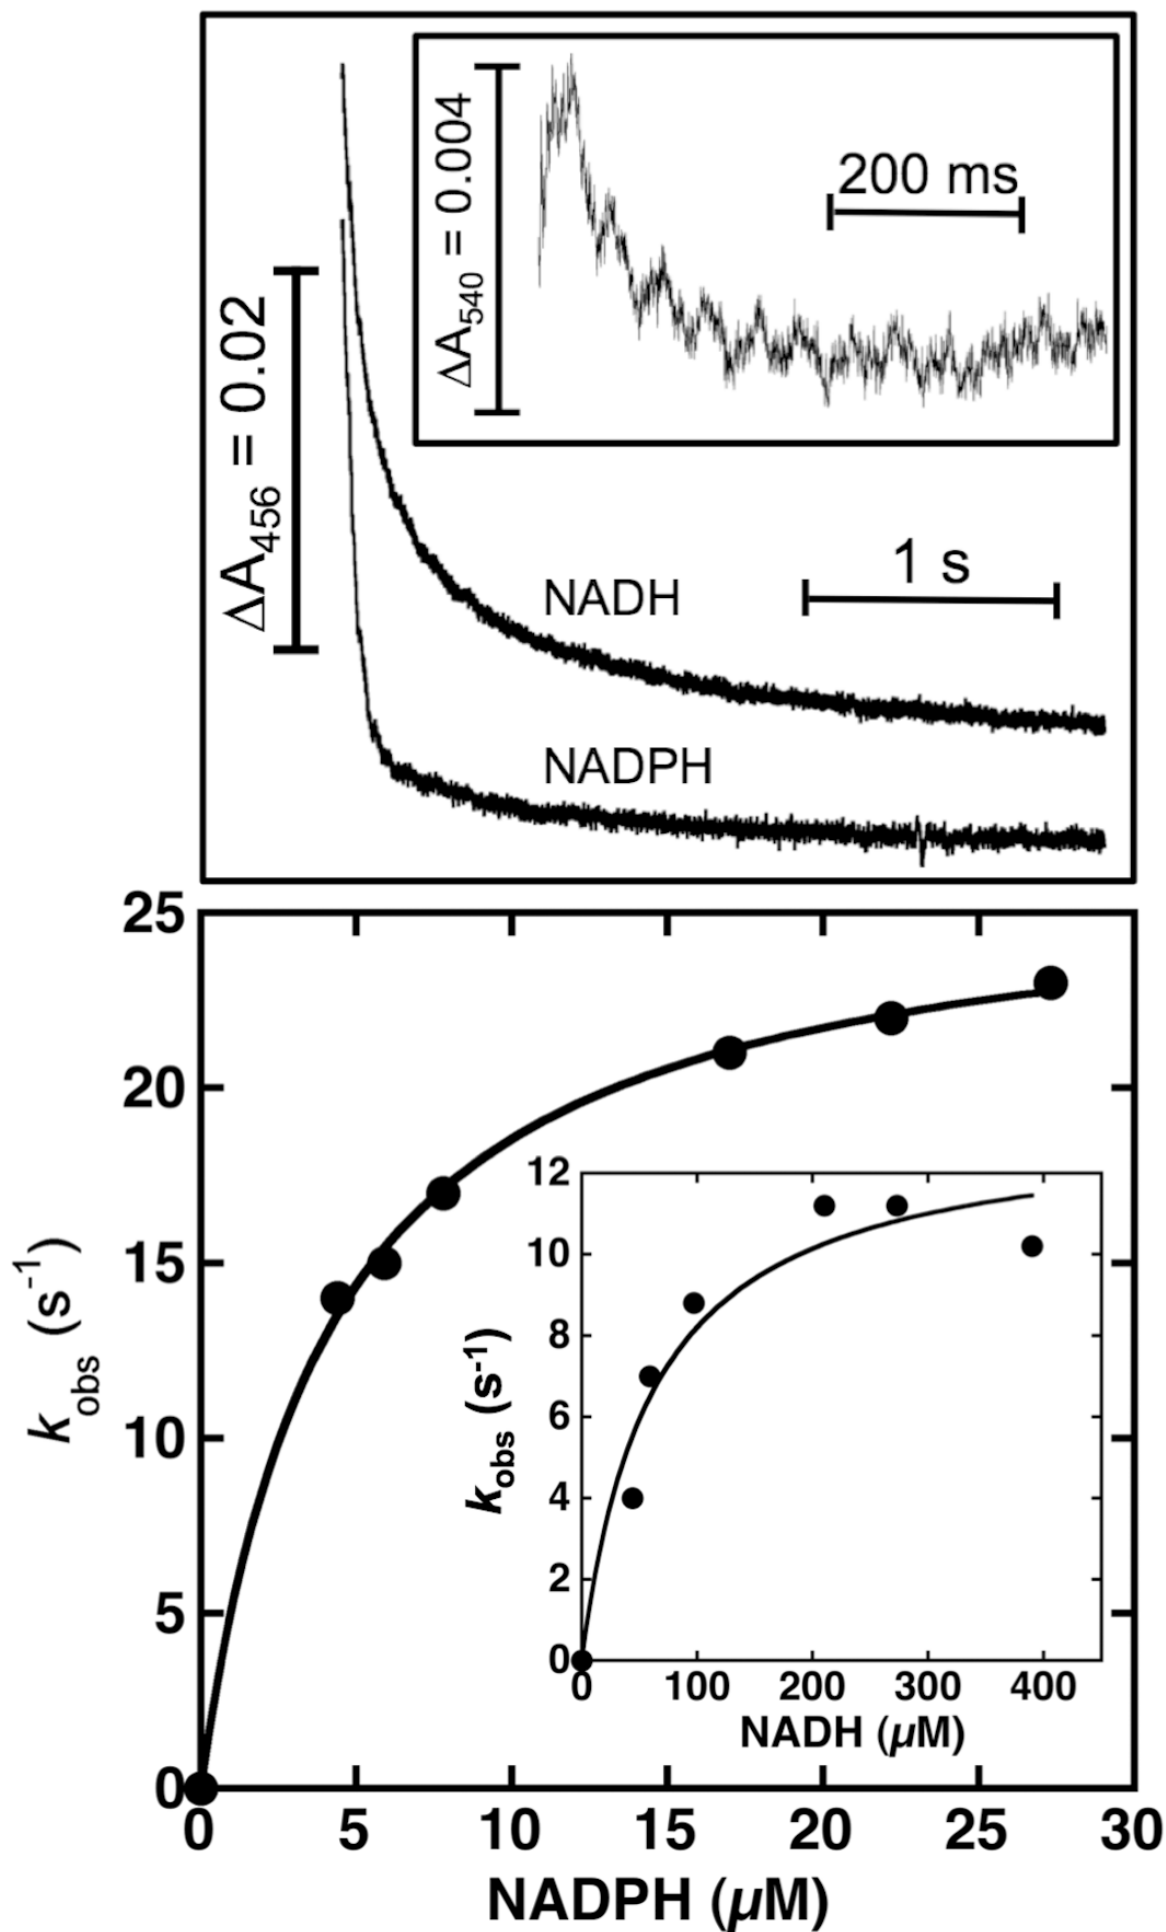 ΔA456 = 0.02
ΔA540 = 0.004
200 ms
1 s
NADH
NADPH
25
20
15
10
5
0
kobs (s-1)
12
10
8
6
4
2
0
kobs (s-1)
0 100 200 300 400
NADH (μM)
0 5 10 15 20 25 30
NADPH (μM)